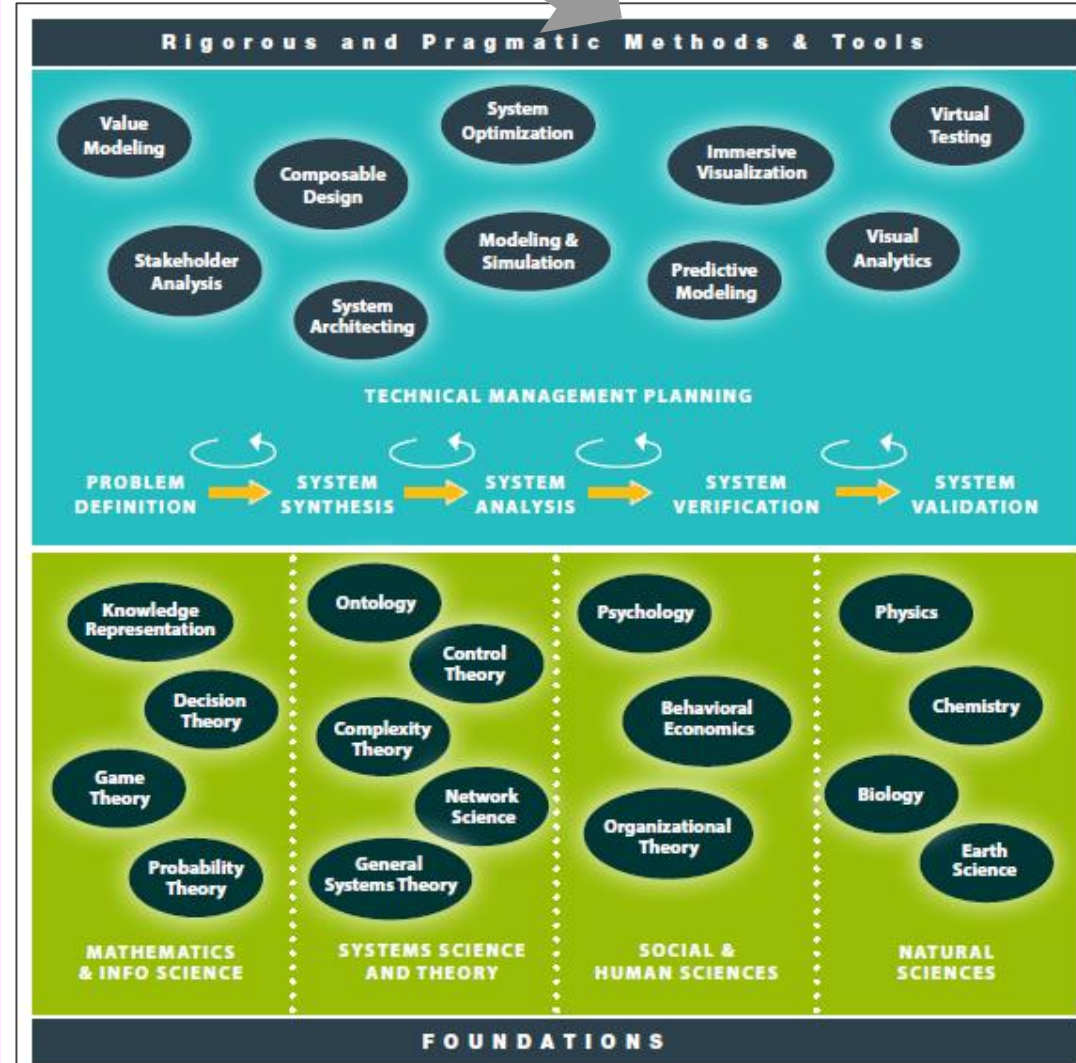 Rigorous and Pragmatic Methods & Tools
Value
Modeling
System
Optimization
Virtual
Testing
Composable
Design
Immersive
Visualization
Stakeholder
Analysis
Modeling &
Simulation
Visual
Analytics
System
Architecting
Predictive
Modeling
TECHNICAL MANAGEMENT PLANNING
PROBLEM
DEFINITION
SYSTEM
SYNTHESIS
SYSTEM
ANALYSIS
SYSTEM
VERIFICATION
SYSTEM
VALIDATION
Knowledge
Representation
Decision
Theory
Game
Theory
Probability
Theory
MATHEMATICS
& INFO SCIENCE
Ontology
Control
Theory
Complexity
Theory
Network
Science
General
Systems Theory
SYSTEMS SCIENCE
AND THEORY
Psychology
Behavioral
Economics
Organizational
Theory
SOCIAL &
HUMAN SCIENCES
Physics
Chemistry
Biology
Earth
Science
NATURAL
SCIENCES
FOUNDATIONS